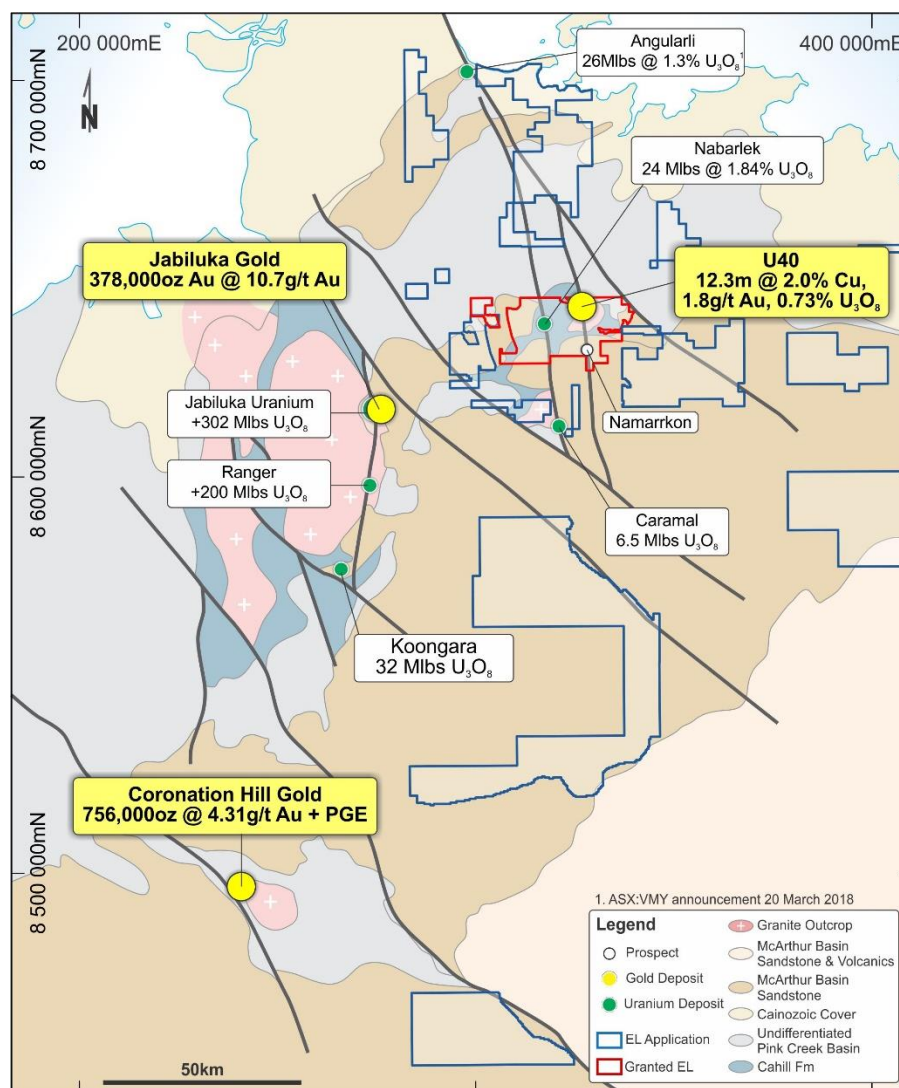 200 000mE
400 000mE
8 700 000mN
8 600 000mN
8 500 000mN
N
Angularli
26Mlbs @ 1.3% U₃O₈¹
Nabarlek
24 Mlbs @ 1.84% U₃O₈
Jabiluka Gold
378,000oz Au @ 10.7g/t Au
U40
12.3m @ 2.0% Cu,
1.8g/t Au, 0.73% U₃O₈
Jabiluka Uranium
+302 Mlbs U₃O₈
Namarrkon
Ranger
+200 Mlbs U₃O₈
Caramal
6.5 Mlbs U₃O₈
Koongara
32 Mlbs U₃O₈
Coronation Hill Gold
756,000oz @ 4.31g/t Au + PGE
1. ASX:VMY announcement 20 March 2018
Legend
Prospect
Gold Deposit
Uranium Deposit
EL Application
Granted EL
Granite Outcrop
McArthur Basin
Sandstone & Volcanics
McArthur Basin
Sandstone
Cainozoic Cover
Undifferentiated
Pink Creek Basin
Cahill Fm
50km